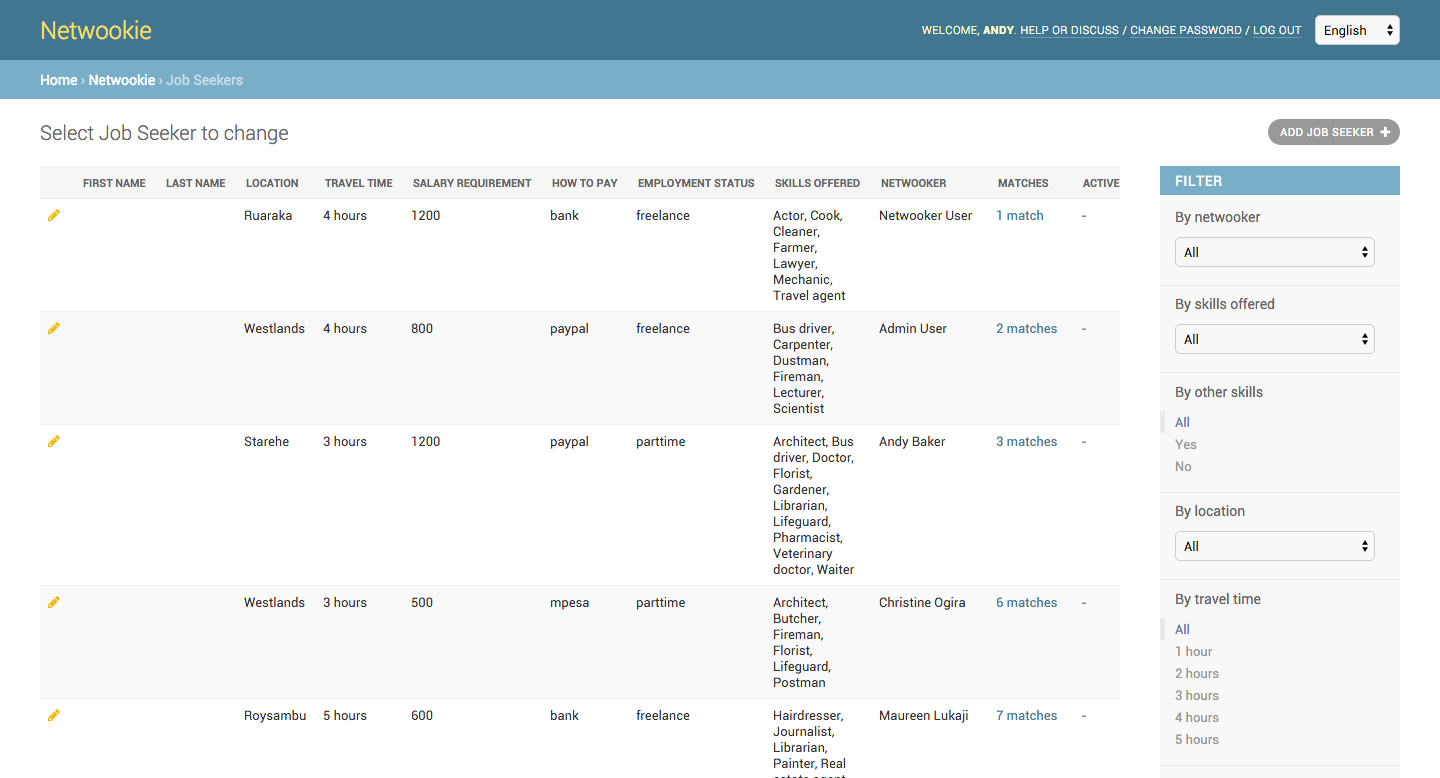 Netwookie
WELCOME, ANDY. HELP OR DISCUSS / CHANGE PASSWORD / LOG OUT
English
Home › Netwookie › Job Seekers
Select Job Seeker to change
ADD JOB SEEKER
FIRST NAME LAST NAME LOCATION TRAVEL TIME SALARY REQUIREMENT HOW TO PAY EMPLOYMENT STATUS SKILLS OFFERED NETWOOKER MATCHES ACTIVE
Ruaraka 4 hours 1200 bank freelance Actor, Cook, Netwooker User 1 match -
Cleaner,
Farmer,
Lawyer,
Mechanic,
Travel agent
Westlands 4 hours 800 paypal freelance Bus driver, Admin User 2 matches -
Carpenter,
Dustman,
Fireman,
Lecturer,
Scientist
Starehe 3 hours 1200 paypal parttime Architect, Bus Andy Baker 3 matches -
driver, Doctor,
Florist,
Gardener,
Librarian,
Lifeguard,
Pharmacist,
Veterinary
doctor, Waiter
Westlands 3 hours 500 mpesa parttime Architect, Christine Ogira 6 matches -
Butcher,
Fireman,
Florist,
Lifeguard,
Postman
Roysambu 5 hours 600 bank freelance Hairdresser, Maureen Lukaji 7 matches -
Journalist,
Librarian,
Painter, Real
estate agent
FILTER
By netwooker
All
By skills offered
All
By other skills
All
Yes
No
By location
All
By travel time
All
1 hour
2 hours
3 hours
4 hours
5 hours